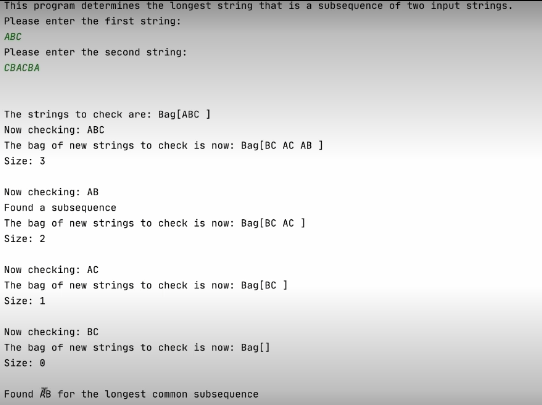 This program determines the longest string that is a subsequence of two input strings.
Please enter the first string:
ABC
Please enter the second string:
CBACBA
The strings to check are: Bag[ABC ]
Now checking: ABC
The bag of new strings to check is now: Bag[BC AC AB ]
Size: 3
Now checking: AB
Found a subsequence
The bag of new strings to check is now: Bag[BC AC ]
Size: 2
Now checking: AC
The bag of new strings to check is now: Bag[BC ]
Size: 1
Now checking: BC
The bag of new strings to check is now: Bag[]
Size: 0
Found AB for the longest common subsequence